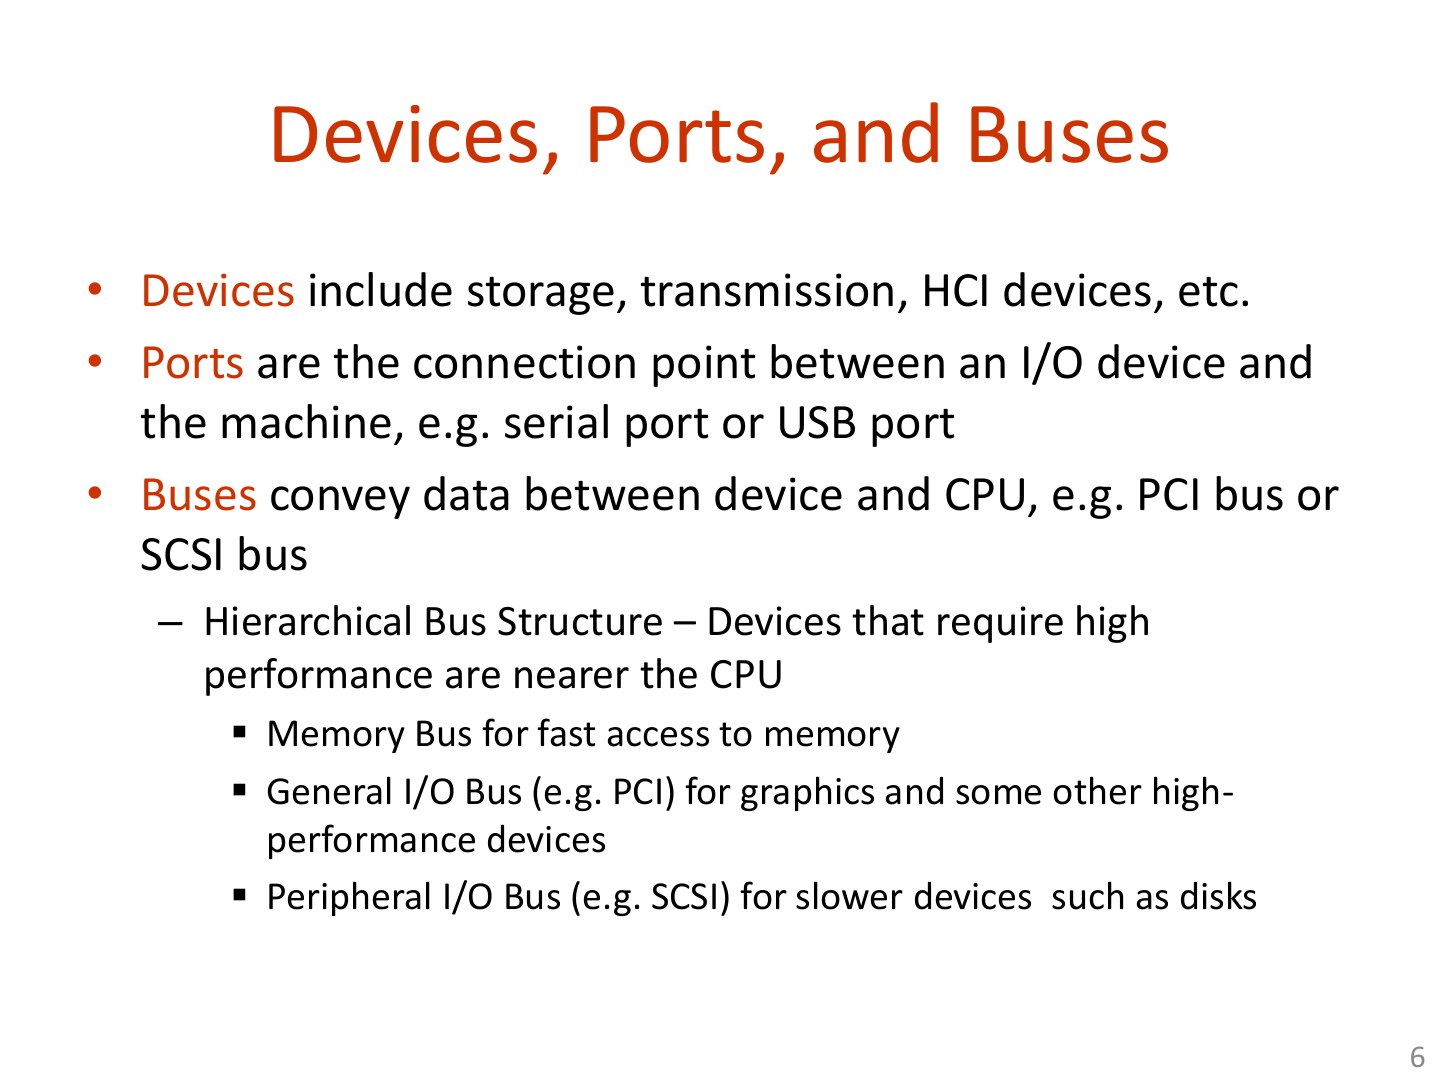 Devices, Ports, and Buses
• Devices include storage, transmission, HCI devices, etc.
• Ports are the connection point between an I/O device and
the machine, e.g. serial port or USB port
• Buses convey data between device and CPU, e.g. PCI bus or
SCSI bus
– Hierarchical Bus Structure – Devices that require high
performance are nearer the CPU
▪ Memory Bus for fast access to memory
▪ General I/O Bus (e.g. PCI) for graphics and some other high-
performance devices
▪ Peripheral I/O Bus (e.g. SCSI) for slower devices  such as disks
6